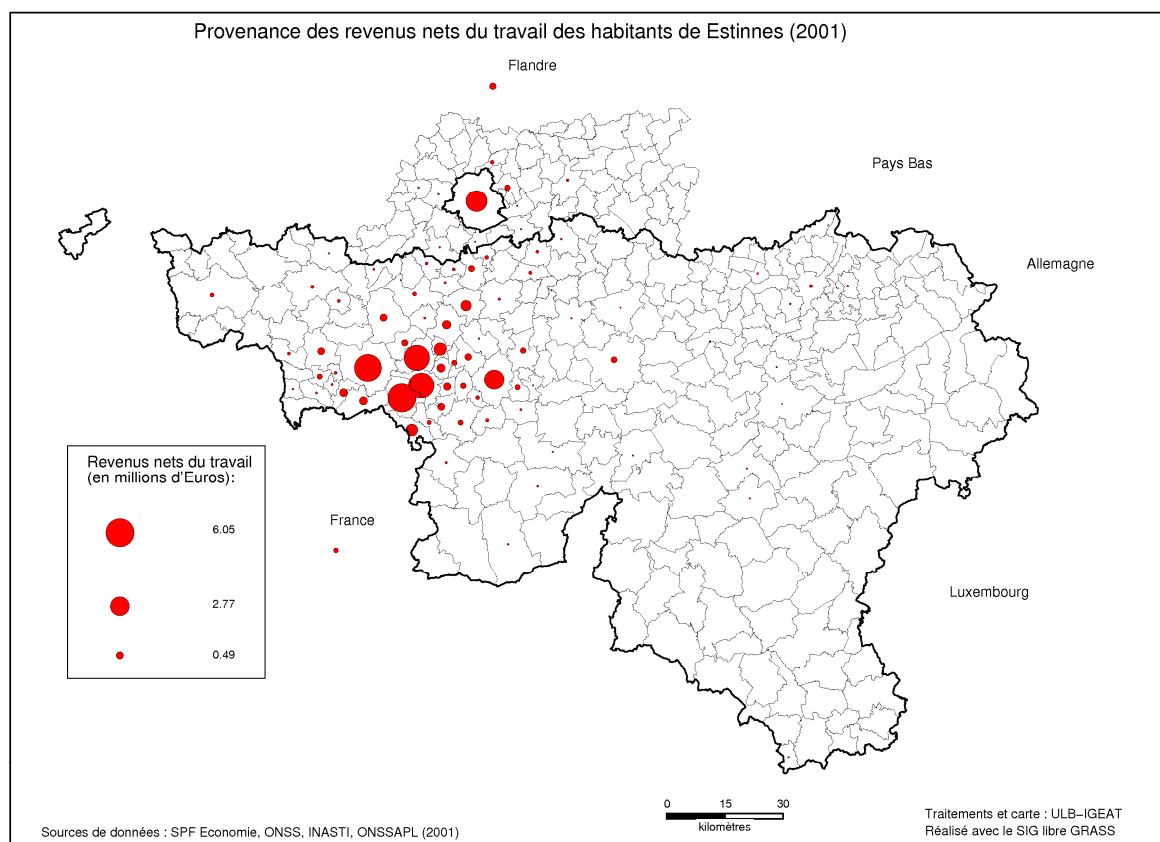 Provenance des revenus nets du travail des habitants de Estinnes (2001)
Flandre
Pays Bas
Allemagne
Revenus nets du travail
(en millions d'Euros):
6.05
2.77
0.49
France
Luxembourg
0 15 30
kilomètres
Sources de données : SPF Economie, ONSS, INASTI, ONSSAPL (2001)
Traitements et carte : ULB-IGEAT
Réalisé avec le SIG libre GRASS